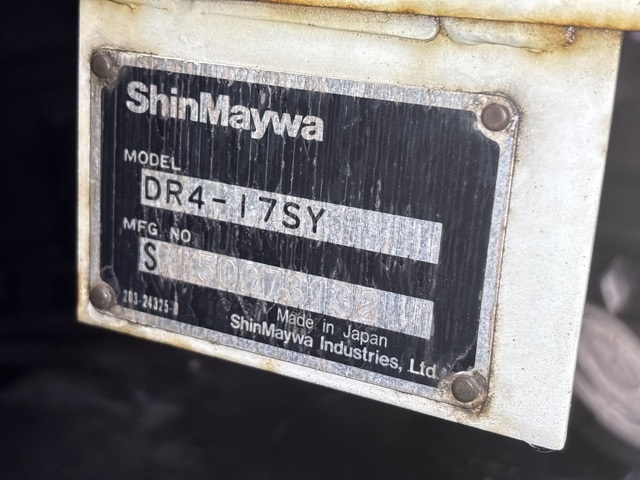 ShinMaywa
MODEL
DR4-17SY
MFG. NO.
S
203-24325-0
Made in Japan
ShinMaywa Industries, Ltd.